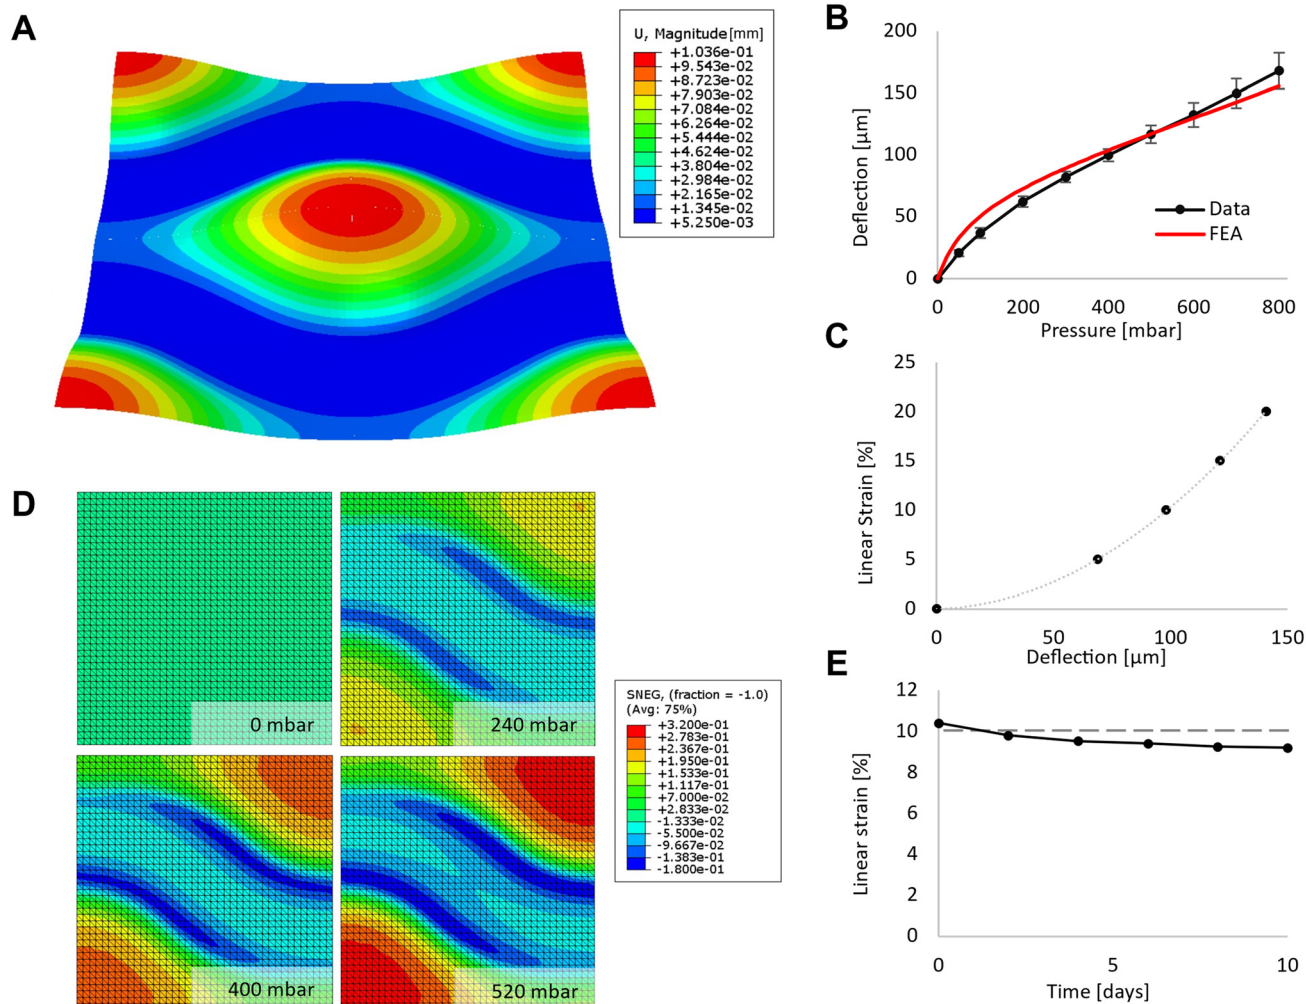 A
U, Magnitude[mm]
+1.036e-01
+9.543e-02
+8.723e-02
+7.903e-02
+7.084e-02
+6.264e-02
+5.444e-02
+4.624e-02
+3.804e-02
+2.984e-02
+2.165e-02
+1.345e-02
+5.250e-03
B
200
150
100
50
0
Deflection [µm]
Data
FEA
0 200 400 600 800
Pressure [mbar]
C
25
20
15
10
5
0
Linear Strain [%]
0 50 100 150
Deflection [µm]
D
0 mbar
240 mbar
400 mbar
520 mbar
SNEG, (fraction = -1.0)
(Avg: 75%)
+3.200e-01
+2.783e-01
+2.367e-01
+1.950e-01
+1.533e-01
+1.117e-01
+7.000e-02
+2.833e-02
-1.333e-02
-5.500e-02
-9.667e-02
-1.383e-01
-1.800e-01
E
12
10
8
6
4
2
0
Linear strain [%]
0 5 10
Time [days]